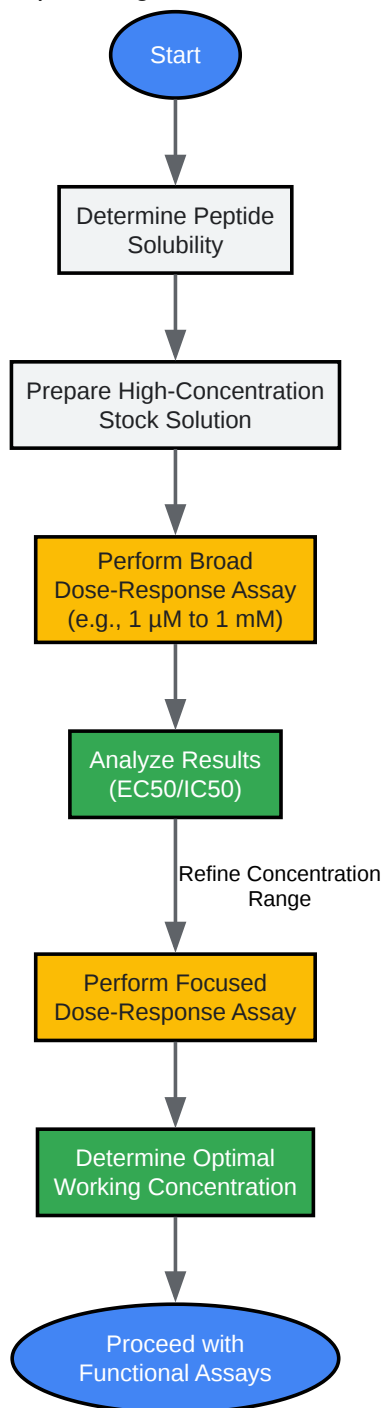 Start
Determine Peptide
Solubility
Prepare High-Concentration
Stock Solution
Perform Broad
Dose-Response Assay
(e.g., 1 µM to 1 mM)
Analyze Results
(EC50/IC50)
Refine Concentration
Range
Perform Focused
Dose-Response Assay
Determine Optimal
Working Concentration
Proceed with
Functional Assays